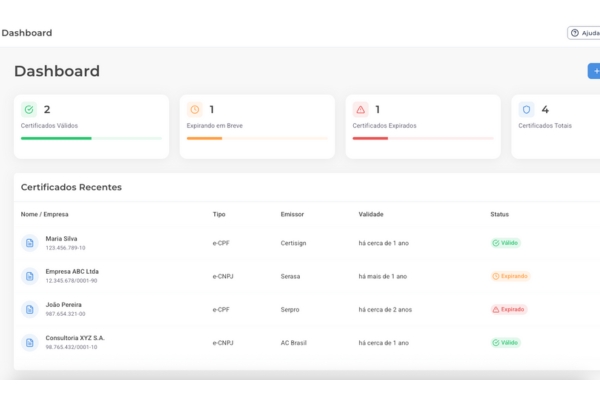 Dashboard
Ajuda
Dashboard
+
2
Certificados Válidos
1
Expirando em Breve
1
Certificados Expirados
4
Certificados Totais
Certificados Recentes
Nome / Empresa Tipo Emissor Validade Status
Maria Silva
123.456.789-10
e-CPF Certisign há cerca de 1 ano Válido
Empresa ABC Ltda
12.345.678/0001-90
e-CNPJ Serasa há mais de 1 ano Expirando
João Pereira
987.654.321-00
e-CPF Serpro há cerca de 2 anos Expirado
Consultoria XYZ S.A.
98.765.432/0001-10
e-CNPJ AC Brasil há cerca de 1 ano Válido